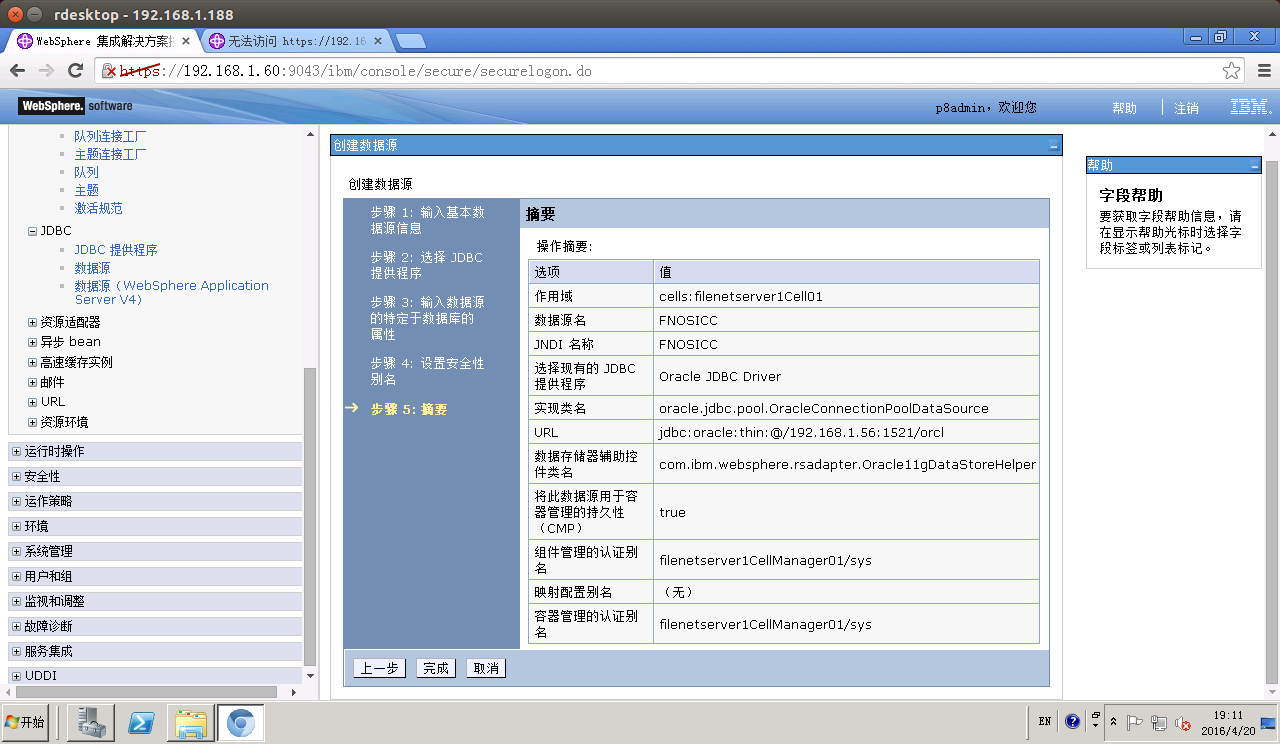 rdesktop - 192.168.1.188
WebSphere 集成解决方案
无法访问 https://192.16
https://192.168.1.60:9043/ibm/console/secure/securelogon.do
WebSphere. software
p8admin，欢迎您
帮助
注销
IBM.
队列连接工厂
主题连接工厂
队列
主题
激活规范
JDBC
JDBC 提供程序
数据源
数据源（WebSphere Application
Server V4）
资源适配器
异步 bean
高速缓存实例
邮件
URL
资源环境
运行时操作
安全性
运作策略
环境
系统管理
用户和组
监视和调整
故障诊断
服务集成
UDDI
创建数据源
创建数据源
步骤 1: 输入基本数
据源信息
步骤 2: 选择 JDBC
提供程序
步骤 3: 输入数据源
的特定于数据库的
属性
步骤 4: 设置安全性
别名
步骤 5: 摘要
摘要
操作摘要:
选项 值
作用域 cells:filenetserver1Cell01
数据源名 FNOSICC
JNDI 名称 FNOSICC
选择现有的 JDBC
提供程序 Oracle JDBC Driver
实现类名 oracle.jdbc.pool.OracleConnectionPoolDataSource
URL jdbc:oracle:thin:@/192.168.1.56:1521/orcl
数据存储器辅助控
件类名 com.ibm.websphere.rsadapter.Oracle11gDataStoreHelper
将此数据源用于容
器管理的持久性
（CMP） true
组件管理的认证别
名 filenetserver1CellManager01/sys
映射配置别名 （无）
容器管理的认证别
名 filenetserver1CellManager01/sys
上一步 完成 取消
帮助
字段帮助
要获取字段帮助信息，请
在显示帮助光标时选择字
段标签或列表标记。
开始
EN
19:11
2016/4/20